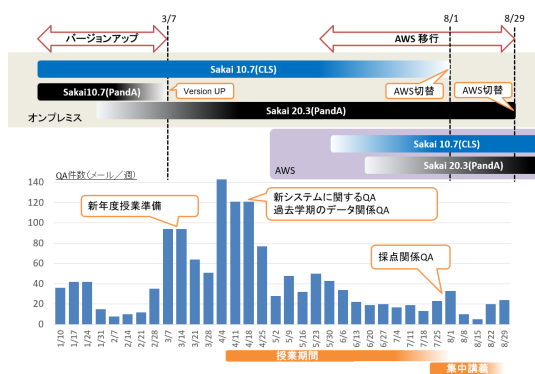 バージョンアップ
3/7
AWS 移行
8/1
8/29
Sakai 10.7(CLS)
Sakai10.7(PandA)
Version UP
AWS切替
AWS切替
オンプレミス
Sakai 20.3(PandA)
Sakai 10.7(CLS)
AWS
Sakai 20.3(PandA)
QA件数(メール／週)
140
120
100
80
60
40
20
0
新年度授業準備
新システムに関するQA
過去学期のデータ関係QA
採点関係QA
1/10
1/17
1/24
1/31
2/7
2/14
2/21
2/28
3/7
3/14
3/21
3/28
4/4
4/11
4/18
4/25
5/2
5/9
5/16
5/23
5/30
6/6
6/13
6/20
6/27
7/4
7/11
7/18
7/25
8/1
8/8
8/15
8/22
8/29
授業期間
集中講義